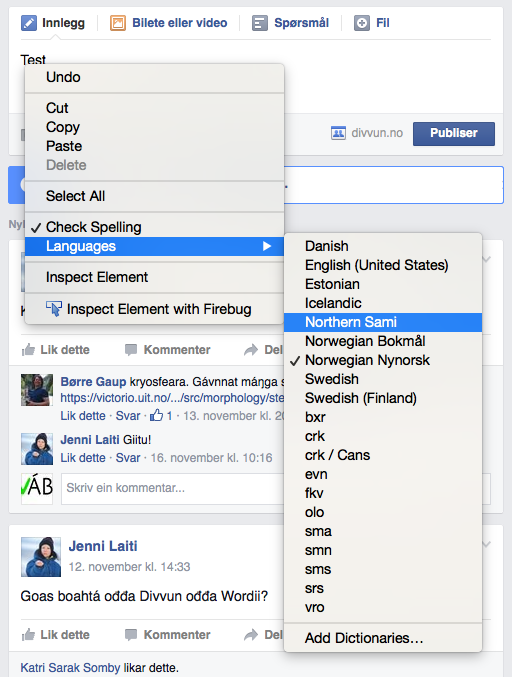 Innlegg
Bilete eller video
Spørsmål
Fil
Test
Undo
Cut
Copy
Paste
Delete
Select All
Check Spelling
Languages
Inspect Element
Inspect Element with Firebug
divvun.no
Publiser
Danish
English (United States)
Estonian
Icelandic
Northern Sami
Norwegian Bokmål
Norwegian Nynorsk
Swedish
Swedish (Finland)
bxr
crk
crk / Cans
evn
fkv
olo
sma
smn
sms
srs
vro
Add Dictionaries…
Lik dette
Kommenter
Børre Gaup kryosfeara. Gávnnat máŋga
https://victorio.uit.no/.../src/morphology/ste
Lik dette · Svar · 1 · 13. november kl.
Jenni Laiti Giitu!
Lik dette · Svar · 16. november kl. 10:16
ÁB
Skriv ein kommentar...
Jenni Laiti
12. november kl. 14:33
Goas boahtá ođđa Divvun ođđa Wordii?
Lik dette
Kommenter
Katri Sarak Somby likar dette.